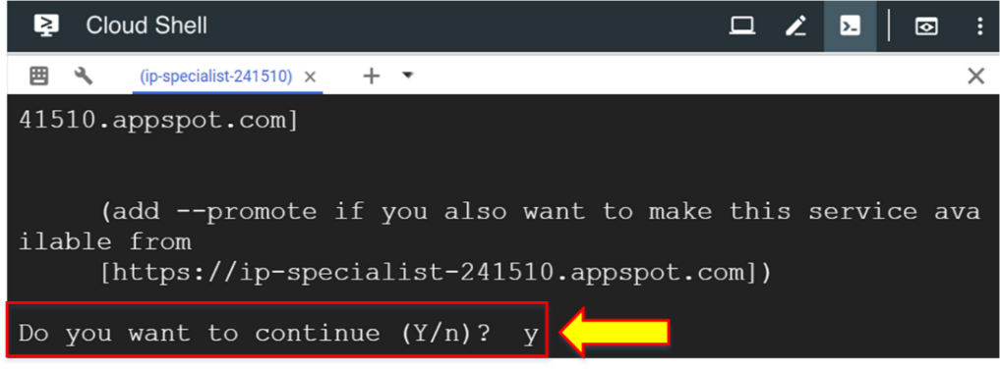 Cloud Shell
(ip-specialist-241510)
41510.appspot.com]
(add --promote if you also want to make this service ava
ilable from
[https://ip-specialist-241510.appspot.com])
Do you want to continue (Y/n)?  y